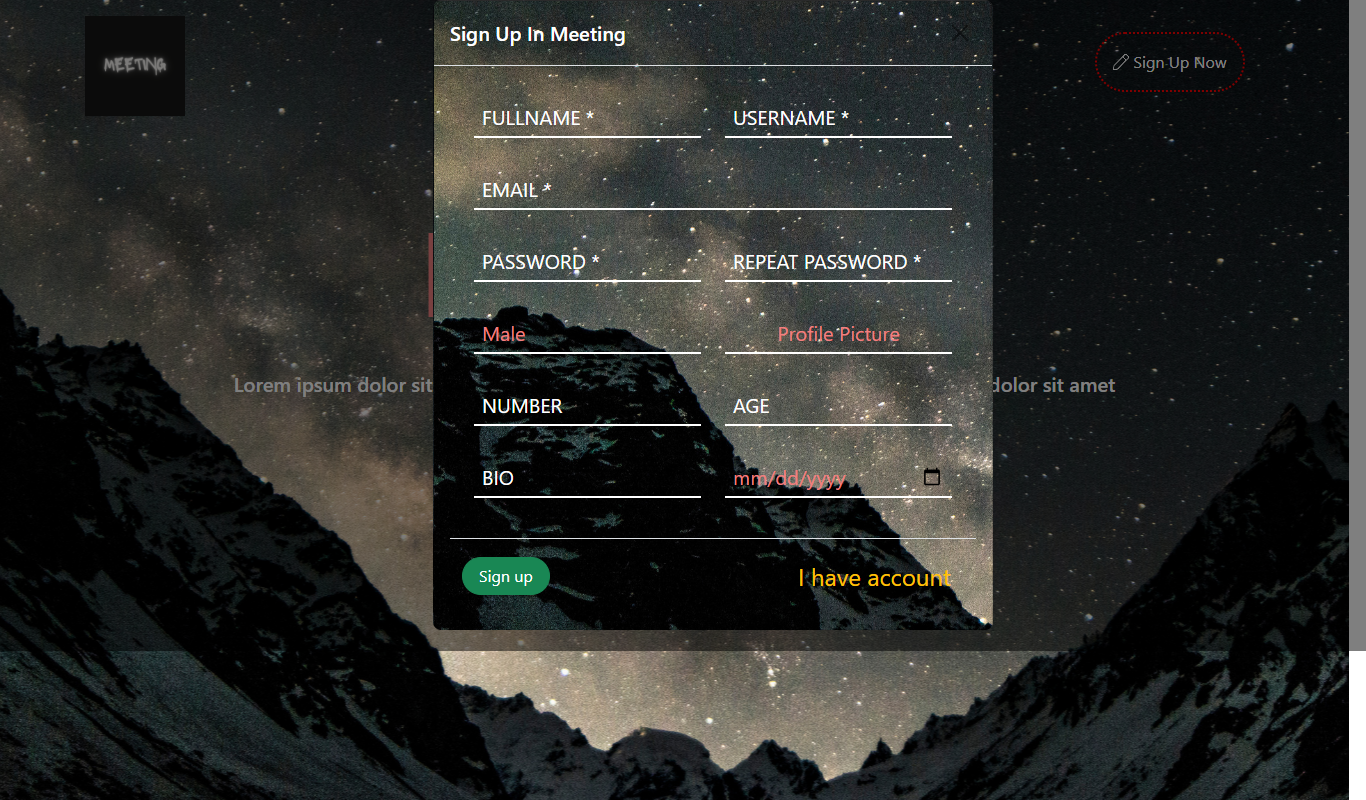 MEETING
Sign Up In Meeting
Sign Up Now
FULLNAME *
USERNAME *
EMAIL *
PASSWORD *
REPEAT PASSWORD *
Male
Profile Picture
Lorem ipsum dolor sit
dolor sit amet
NUMBER
AGE
BIO
mm/dd/yyyy
Sign up
I have account